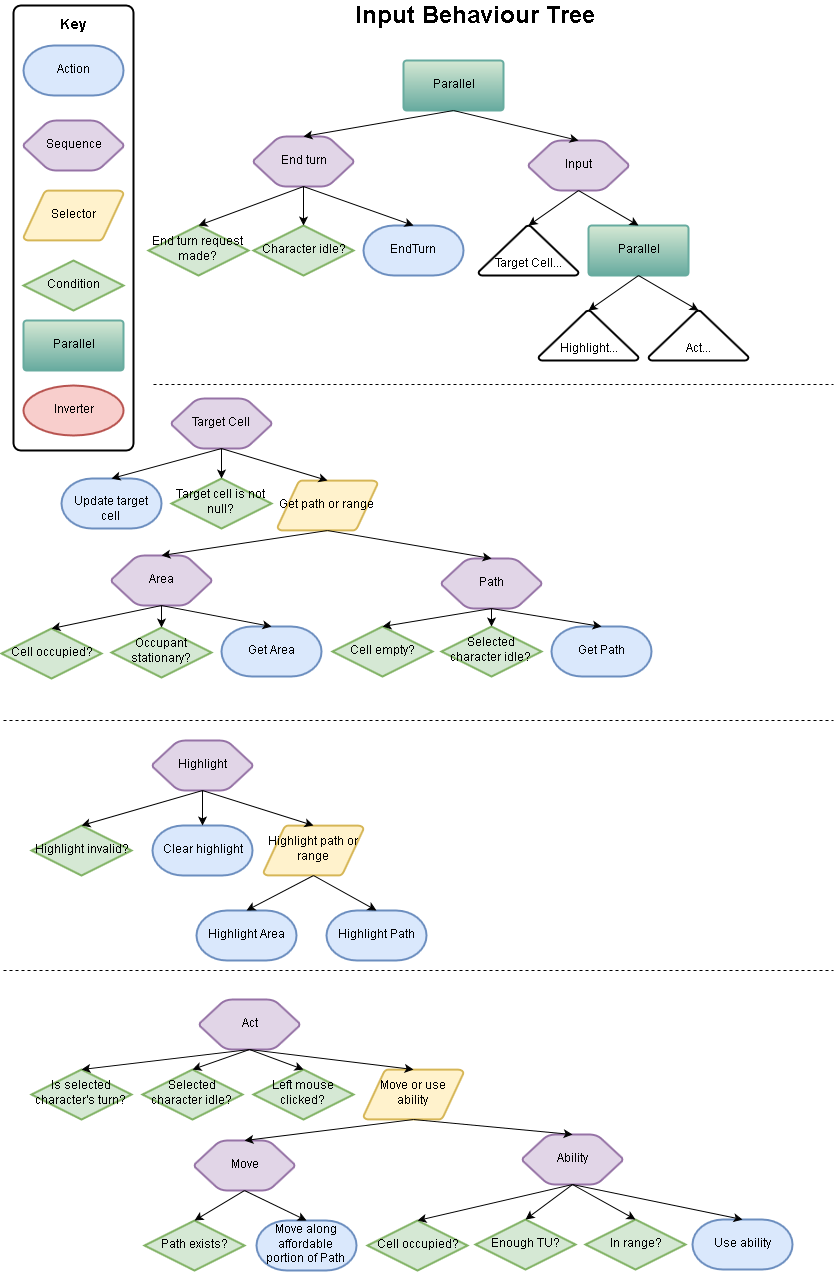 Input Behaviour Tree
Key
Action
Sequence
Selector
Condition
Parallel
Inverter
Parallel
End turn
Input
End turn request
made?
Character idle?
EndTurn
Target Cell...
Parallel
Highlight...
Act...
Target Cell
Update target
cell
Target cell is not
null?
Get path or range
Area
Path
Cell occupied?
Occupant
stationary?
Get Area
Cell empty?
Selected
character idle?
Get Path
Highlight
Highlight invalid?
Clear highlight
Highlight path or
range
Highlight Area
Highlight Path
Act
Is selected
character's turn?
Selected
character idle?
Left mouse
clicked?
Move or use
ability
Move
Ability
Path exists?
Move along
affordable
portion of Path
Cell occupied?
Enough TU?
In range?
Use ability